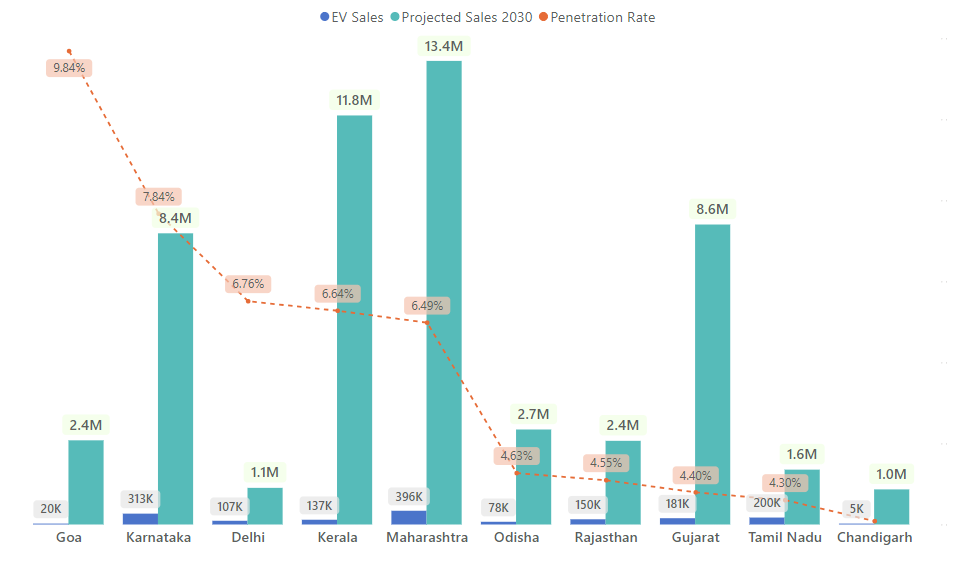 EV Sales Projected Sales 2030 Penetration Rate
13.4M
9.84%
11.8M
7.84%
8.4M
8.6M
6.76%
6.64%
6.49%
2.4M
2.7M
2.4M
1.6M
4.63%
4.55%
4.40%
4.30%
1.1M
1.0M
20K
313K
107K
137K
396K
78K
150K
181K
200K
5K
Goa Karnataka Delhi Kerala Maharashtra Odisha Rajasthan Gujarat Tamil Nadu Chandigarh